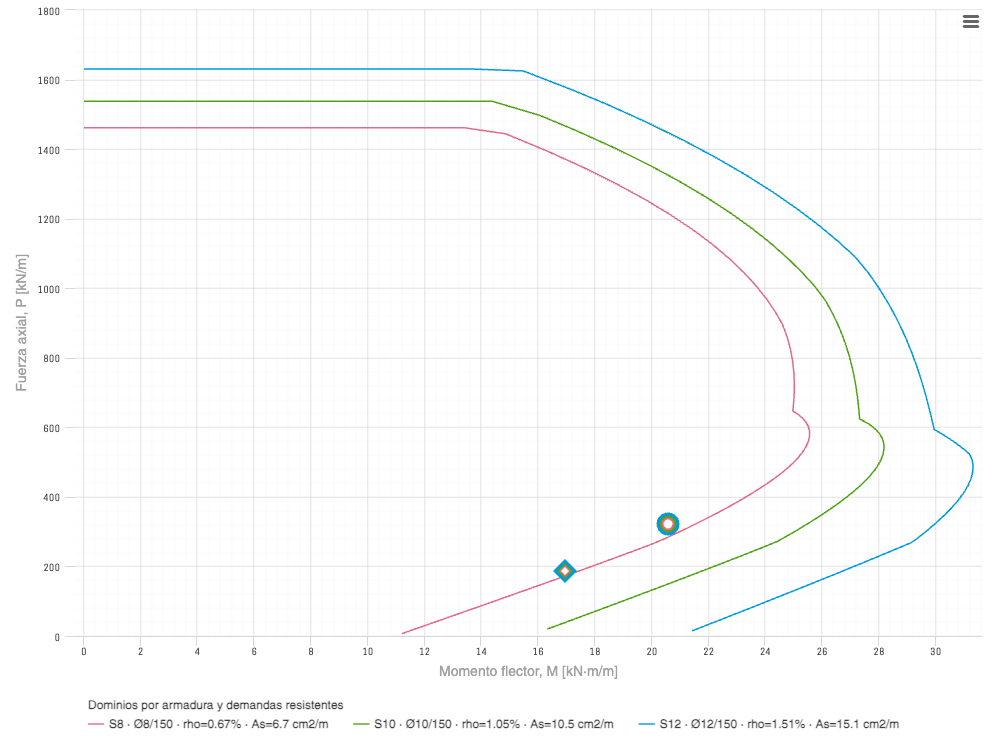 1800
1600
1400
1200
1000
800
600
400
200
0
Fuerza axial, P [kN/m]
0 2 4 6 8 10 12 14 16 18 20 22 24 26 28 30
Momento flector, M [kN·m/m]
Dominios por armadura y demandas resistentes
S8 · Ø8/150 · rho=0.67% · As=6.7 cm2/m S10 · Ø10/150 · rho=1.05% · As=10.5 cm2/m S12 · Ø12/150 · rho=1.51% · As=15.1 cm2/m